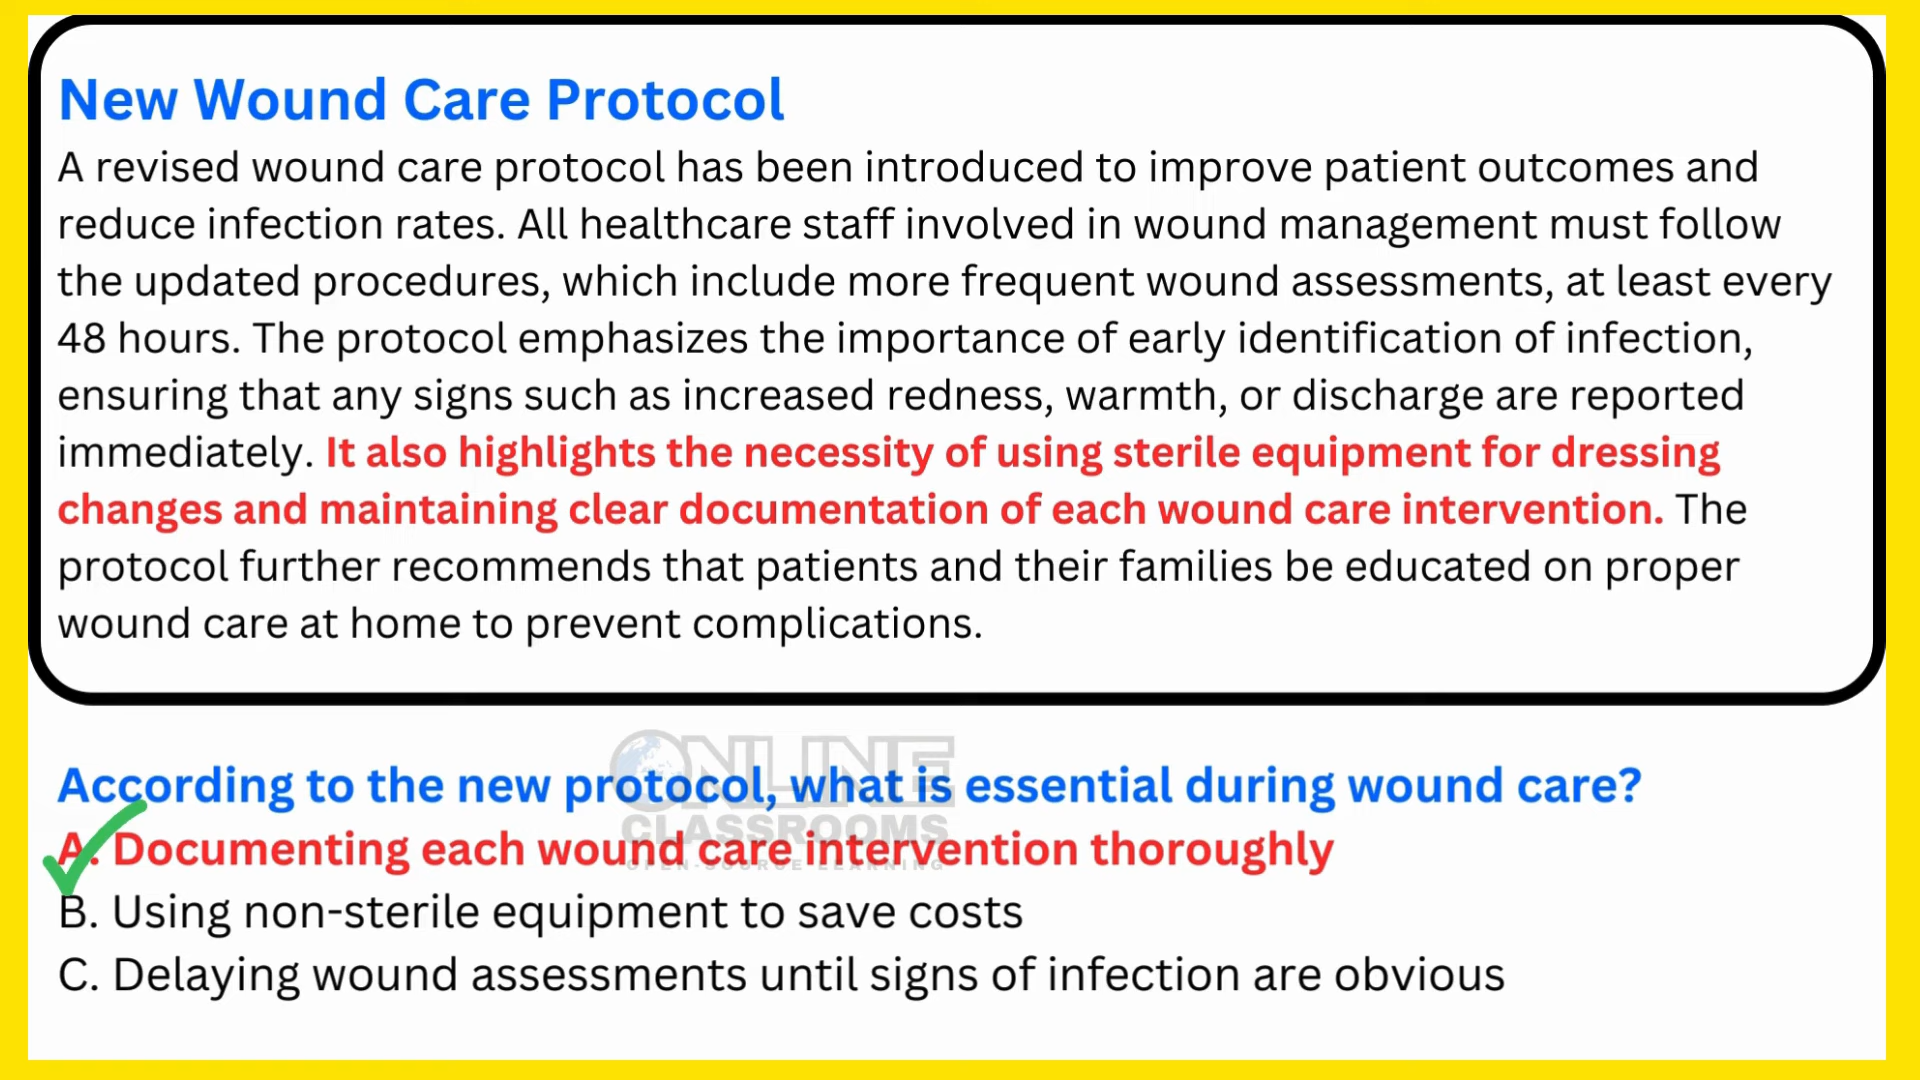 New Wound Care Protocol
A revised wound care protocol has been introduced to improve patient outcomes and
reduce infection rates. All healthcare staff involved in wound management must follow
the updated procedures, which include more frequent wound assessments, at least every
48 hours. The protocol emphasizes the importance of early identification of infection,
ensuring that any signs such as increased redness, warmth, or discharge are reported
immediately. It also highlights the necessity of using sterile equipment for dressing
changes and maintaining clear documentation of each wound care intervention. The
protocol further recommends that patients and their families be educated on proper
wound care at home to prevent complications.
ONLINE
CLASSROOMS
OPEN-SOURCE LEARNING
According to the new protocol, what is essential during wound care?
A. Documenting each wound care intervention thoroughly
B. Using non-sterile equipment to save costs
C. Delaying wound assessments until signs of infection are obvious